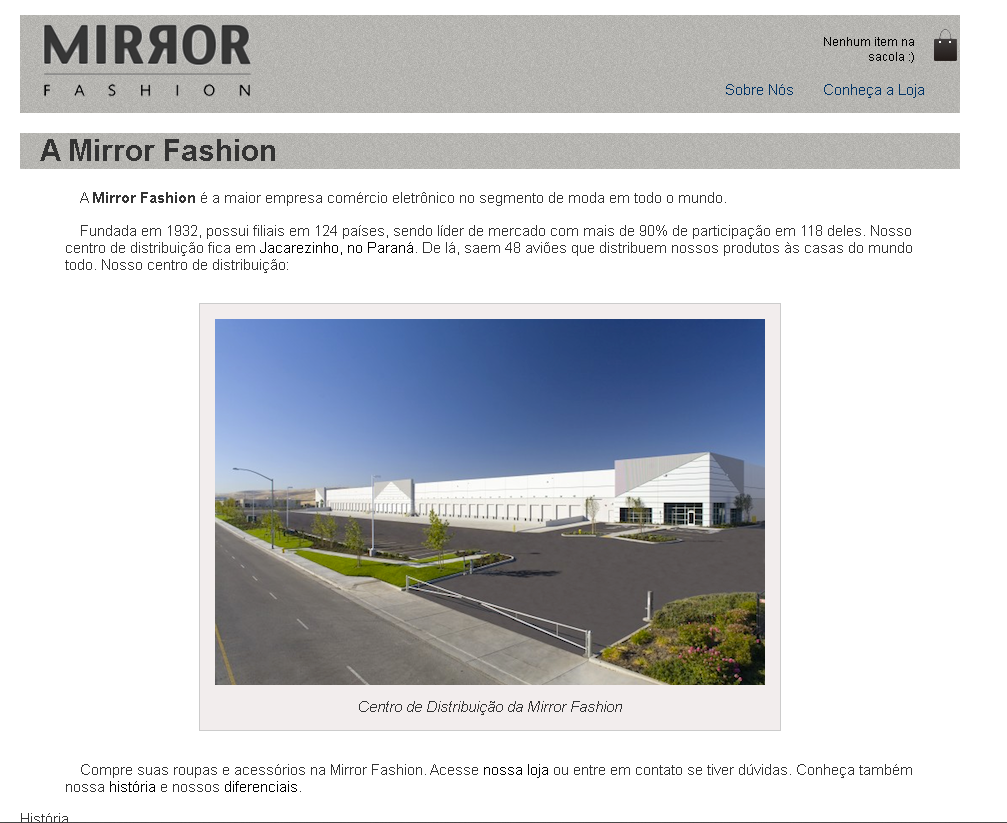 MIRROR
FASHION
Nenhum item na
sacola :)
Sobre Nós Conheça a Loja
A Mirror Fashion
A Mirror Fashion é a maior empresa comércio eletrônico no segmento de moda em todo o mundo.
Fundada em 1932, possui filiais em 124 países, sendo líder de mercado com mais de 90% de participação em 118 deles. Nosso
centro de distribuição fica em Jacarezinho, no Paraná. De lá, saem 48 aviões que distribuem nossos produtos às casas do mundo
todo. Nosso centro de distribuição:
Centro de Distribuição da Mirror Fashion
Compre suas roupas e acessórios na Mirror Fashion. Acesse nossa loja ou entre em contato se tiver dúvidas. Conheça também
nossa história e nossos diferenciais.
História